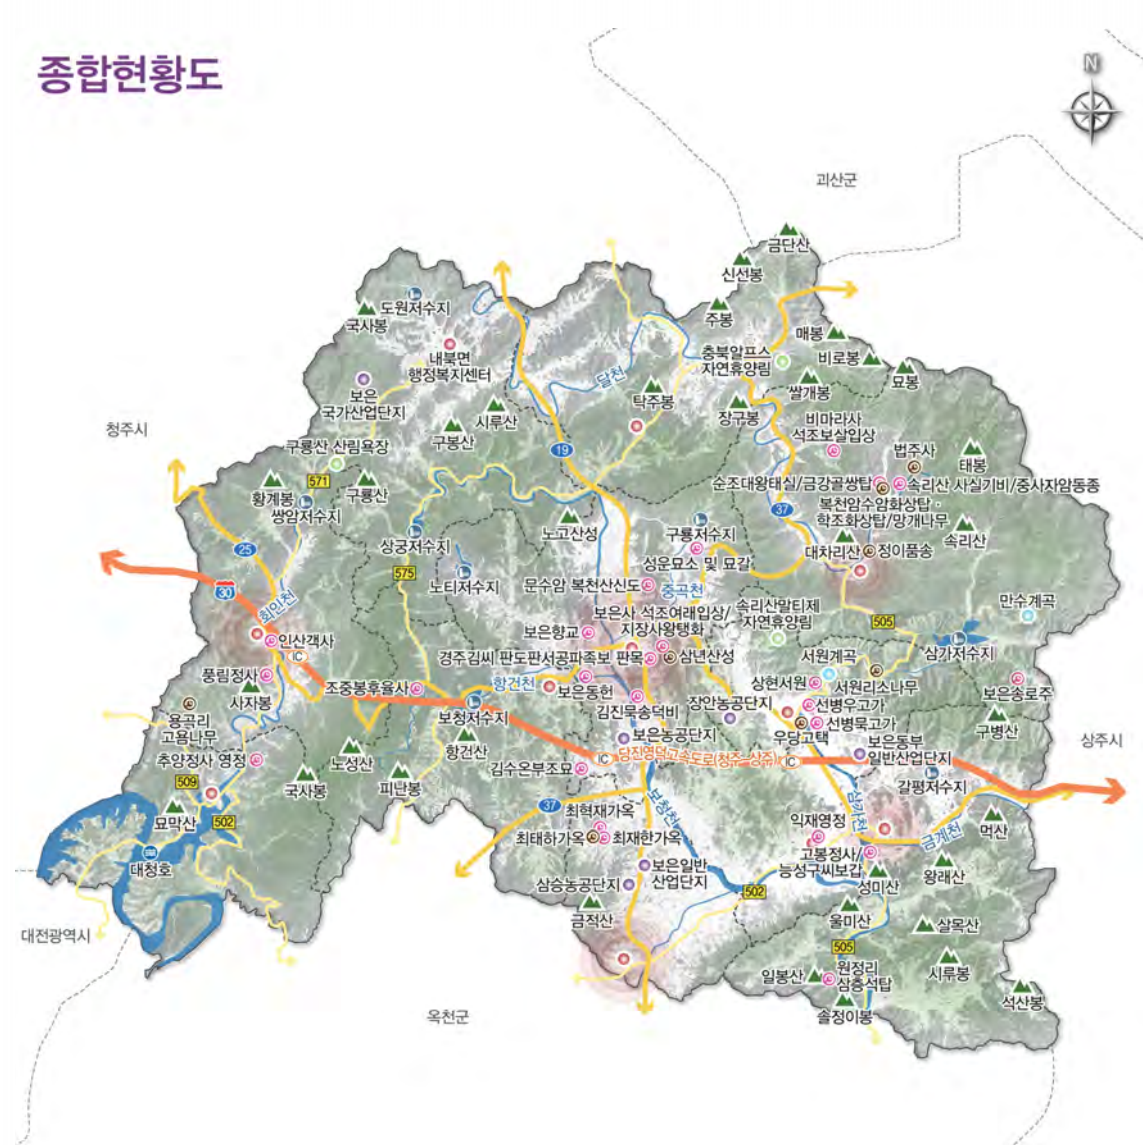 종합현황도
N
괴산군
금단산
신선봉
도원저수지
국사봉
주봉
매봉
내북면
행정복지센터
충북알프스
자연휴양림
비로봉
묘봉
달천
보은
국가산업단지
탁주봉
쌀개봉
시루산
장구봉
비마라사
석조보살입상
청주시
구봉산
구룡산 산림욕장
19
법주사
태봉
571
황계봉
구룡산
순조대왕태실/금강골쌍탑
속리산 사실기비/중사자암동종
쌍암저수지
복천암수암화상탑·
학조화상탑/망개나무
37
노고산성
구룡저수지
속리산
상궁저수지
25
대차리산
정이품송
성운묘소 및 묘갈
575
노티저수지
문수암 복천산신도
중곡천
30
회인천
보은사 석조여래입상/
지장사왕탱화
속리산말티제
자연휴양림
만수계곡
505
보은향교
인산객사
IC
경주김씨 판도판서공파족보 판목
삼년산성
서원계곡
삼가저수지
풍림정사
조중봉후율사
항건천
보은동헌
상현서원
서원리소나무
보은송로주
사자봉
용곡리
고욤나무
보청저수지
김진묵송덕비
장안농공단지
선병우고가
선병묵고가
우당고택
구병산
추양정사 영정
노성산
항건산
보은농공단지
보은동부
일반산업단지
상주시
IC
당진영덕고속도로(청주-상주)
IC
509
국사봉
피난봉
김수온부조묘
갈평저수지
묘막산
502
37
최혁재가옥
보청천
익재영정
삼가천
금계천
먹산
최태하가옥
최재한가옥
대청호
고봉정사/
능성구씨보갑
왕래산
보은일반
산업단지
삼승농공단지
502
성미산
금적산
울미산
살목산
대전광역시
505
일봉산
원정리
삼층석탑
시루봉
석산봉
옥천군
솔정이봉